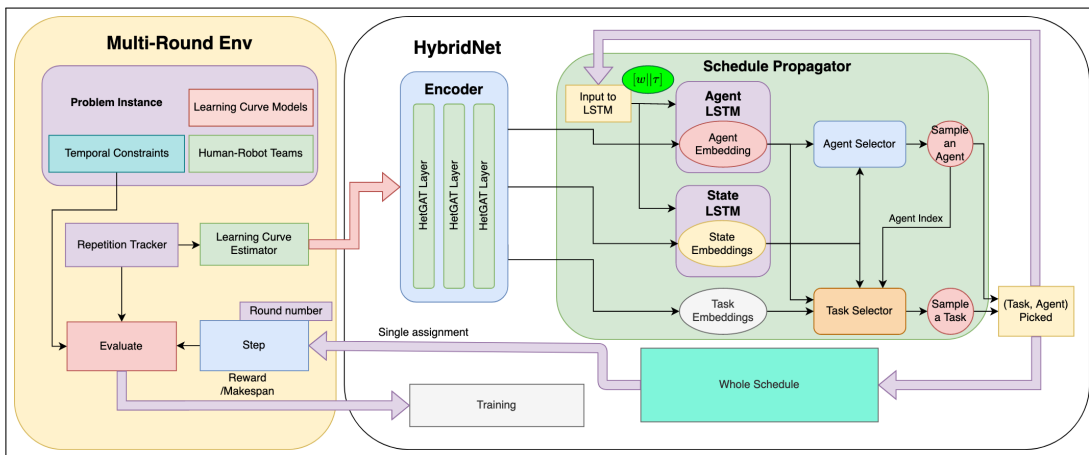 Multi-Round Env
Problem Instance
Learning Curve Models
Temporal Constraints
Human-Robot Teams
Repetition Tracker
Learning Curve
Estimator
Round number
Evaluate
Step
Reward
/Makespan
HybridNet
Encoder
HetGAT Layer
HetGAT Layer
HetGAT Layer
Schedule Propagator
Input to
LSTM
[w||τ]
Agent
LSTM
Agent
Embedding
State
LSTM
State
Embeddings
Task
Embeddings
Agent Selector
Sample
an
Agent
Agent Index
Task Selector
Sample
a Task
(Task, Agent)
Picked
Single assignment
Whole Schedule
Training